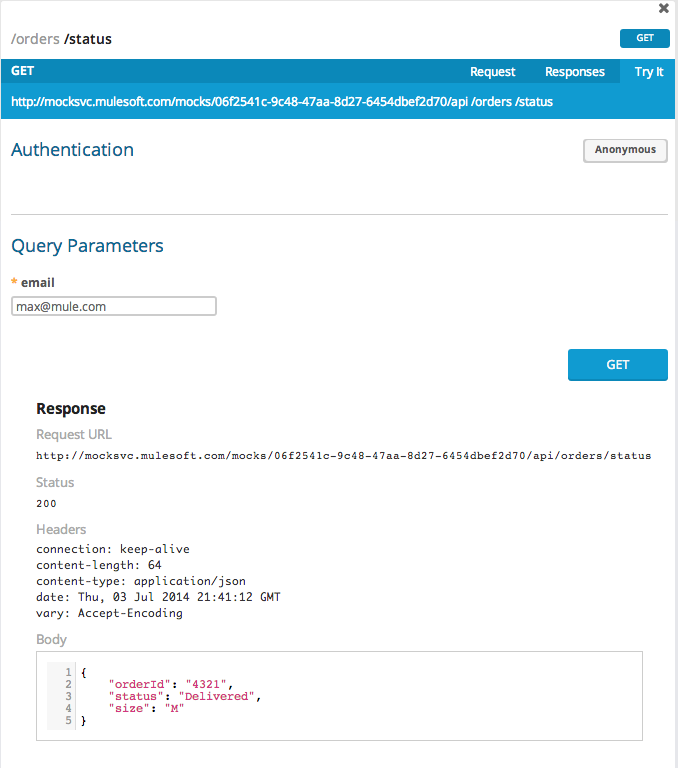 /orders /status
GET
GET Request Responses Try It
http://mocksvc.mulesoft.com/mocks/06f2541c-9c48-47aa-8d27-6454dbef2d70/api /orders /status
Authentication
Anonymous
Query Parameters
* email
max@mule.com
GET
Response
Request URL
http://mocksvc.mulesoft.com/mocks/06f2541c-9c48-47aa-8d27-6454dbef2d70/api/orders/status
Status
200
Headers
connection: keep-alive
content-length: 64
content-type: application/json
date: Thu, 03 Jul 2014 21:41:12 GMT
vary: Accept-Encoding
Body
1 {
2     "orderId": "4321",
3     "status": "Delivered",
4     "size": "M"
5 }